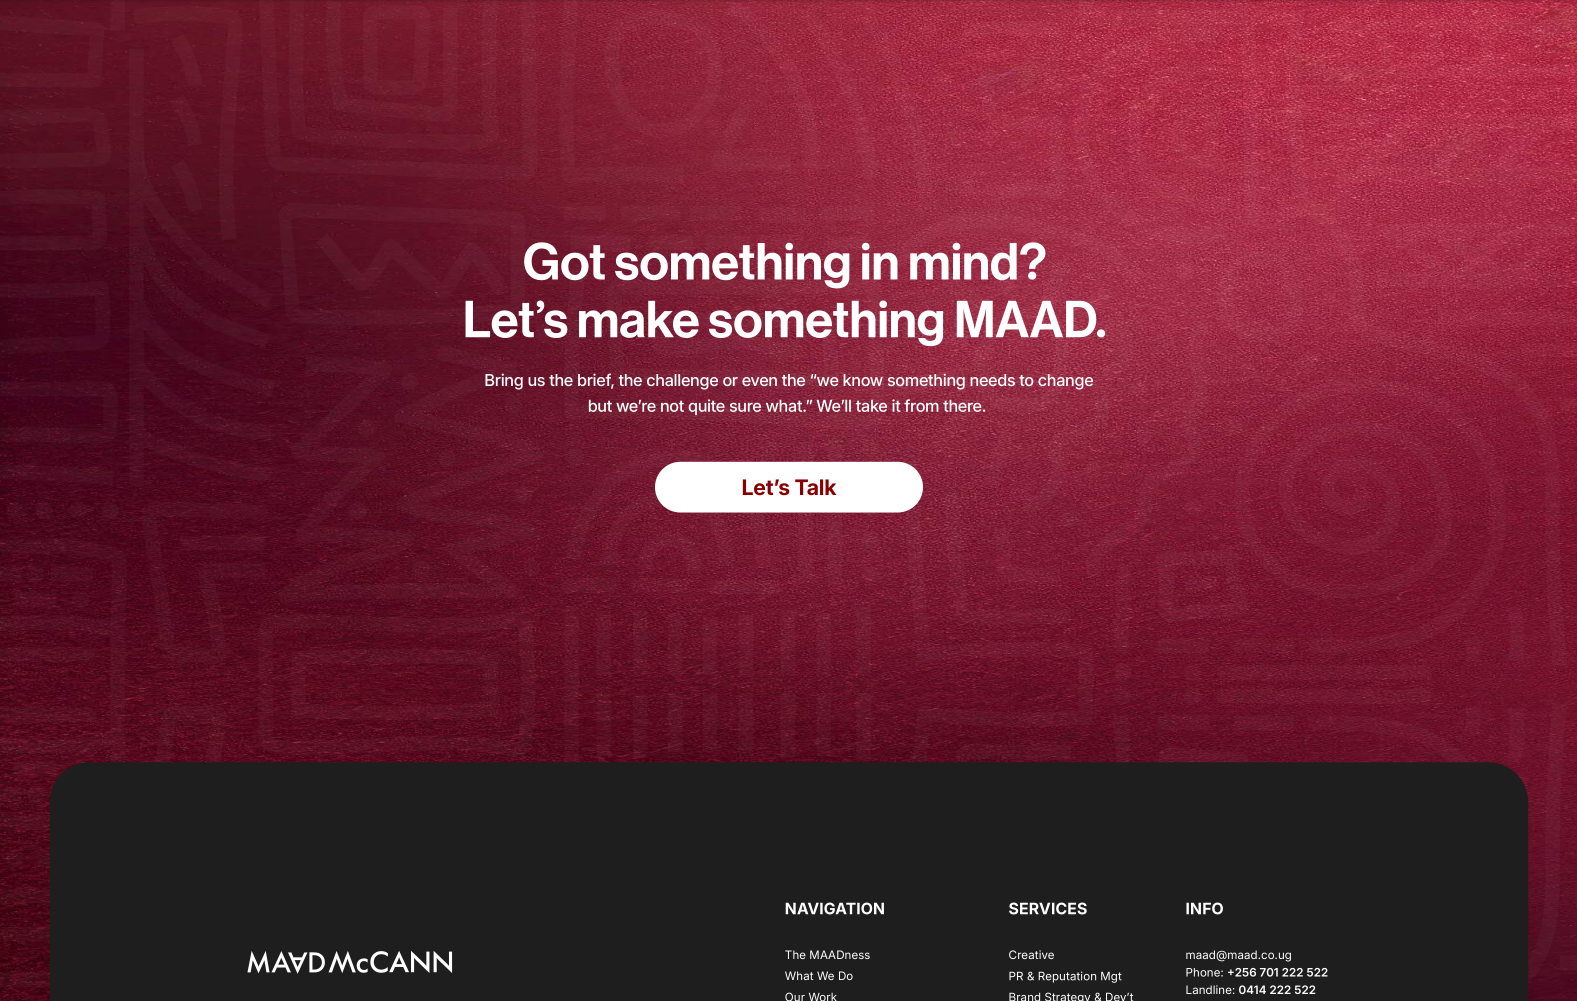 Got something in mind?
Let’s make something MAAD.
Bring us the brief, the challenge or even the “we know something needs to change
but we’re not quite sure what.” We’ll take it from there.
Let’s Talk
MAAD McCANN
NAVIGATION
The MAADness
What We Do
Our Work
SERVICES
Creative
PR & Reputation Mgt
Brand Strategy & Dev’t
INFO
maad@maad.co.ug
Phone: +256 701 222 522
Landline: 0414 222 522